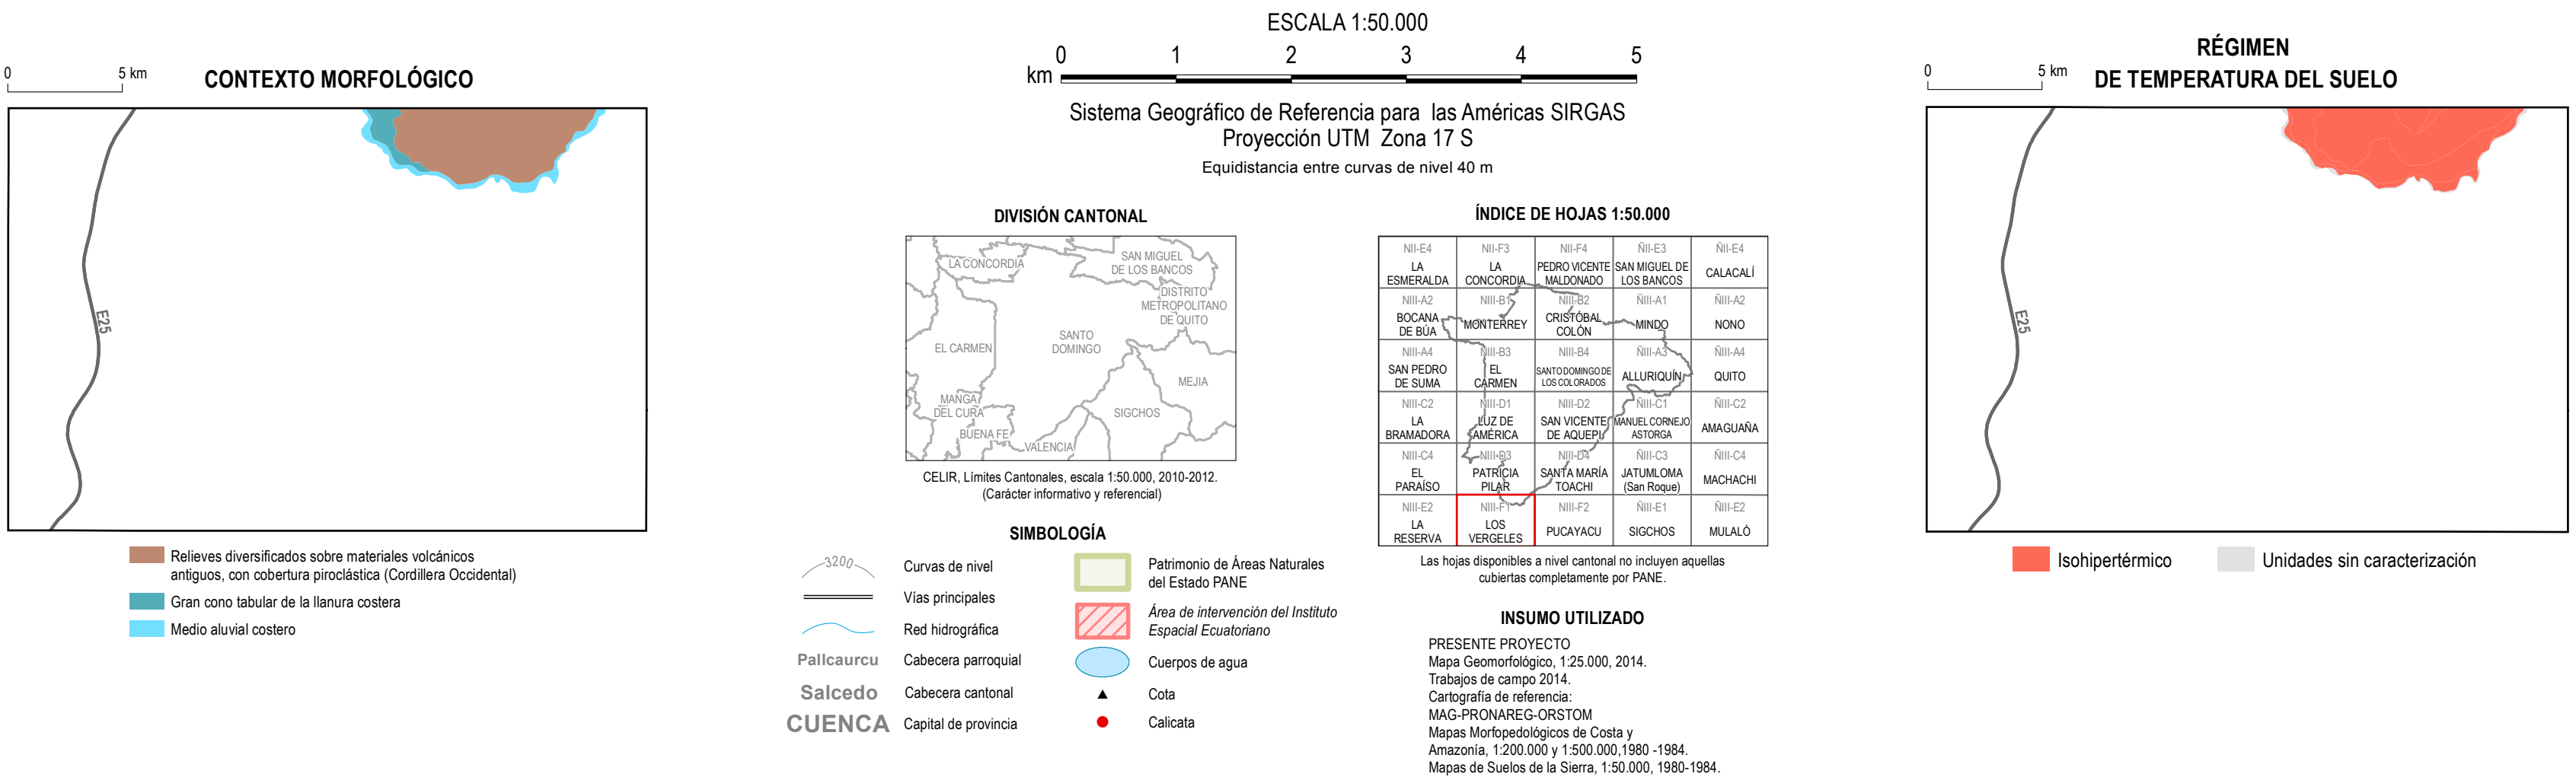 0 5 km
CONTEXTO MORFOLÓGICO
E25
Relieves diversificados sobre materiales volcánicos
antiguos, con cobertura piroclástica (Cordillera Occidental)
Gran cono tabular de la llanura costera
Medio aluvial costero
ESCALA 1:50.000
0 1 2 3 4 5
km
Sistema Geográfico de Referencia para las Américas SIRGAS
Proyección UTM Zona 17 S
Equidistancia entre curvas de nivel 40 m
DIVISIÓN CANTONAL
LA CONCORDIA
SAN MIGUEL
DE LOS BANCOS
DISTRITO
METROPOLITANO
DE QUITO
EL CARMEN
SANTO
DOMINGO
MEJIA
MANGA
DEL CURA
SIGCHOS
BUENA FE
VALENCIA
CELIR, Límites Cantonales, escala 1:50.000, 2010-2012.
(Carácter informativo y referencial)
SIMBOLOGÍA
3200
Curvas de nivel
Vías principales
Red hidrográfica
Pallcaurcu Cabecera parroquial
Salcedo Cabecera cantonal
CUENCA Capital de provincia
Patrimonio de Áreas Naturales
del Estado PANE
Área de intervención del Instituto
Espacial Ecuatoriano
Cuerpos de agua
Cota
Calicata
ÍNDICE DE HOJAS 1:50.000
NII-E4 NII-F3 NII-F4 ÑII-E3 ÑII-E4
LA
ESMERALDA
LA
CONCORDIA
PEDRO VICENTE
MALDONADO
SAN MIGUEL DE
LOS BANCOS
CALACALÍ
NIII-A2 NIII-B1 NIII-B2 ÑIII-A1 ÑIII-A2
BOCANA
DE BÚA
MONTERREY
CRISTÓBAL
COLÓN
MINDO
NONO
NIII-A4 NIII-B3 NIII-B4 ÑIII-A3 ÑIII-A4
SAN PEDRO
DE SUMA
EL
CARMEN
SANTO DOMINGO DE
LOS COLORADOS
ALLURIQUÍN
QUITO
NIII-C2 NIII-D1 NIII-D2 ÑIII-C1 ÑIII-C2
LA
BRAMADORA
LUZ DE
AMÉRICA
SAN VICENTE
DE AQUEPI
MANUEL CORNEJO
ASTORGA
AMAGUAÑA
NIII-C4 NIII-D3 NIII-D4 ÑIII-C3 ÑIII-C4
EL
PARAÍSO
PATRICIA
PILAR
SANTA MARÍA
TOACHI
JATUMLOMA
(San Roque)
MACHACHI
NIII-E2 NIII-F1 NIII-F2 ÑIII-E1 ÑIII-E2
LA
RESERVA
LOS
VERGELES
PUCAYACU
SIGCHOS
MULALÓ
Las hojas disponibles a nivel cantonal no incluyen aquellas
cubiertas completamente por PANE.
INSUMO UTILIZADO
PRESENTE PROYECTO
Mapa Geomorfológico, 1:25.000, 2014.
Trabajos de campo 2014.
Cartografía de referencia:
MAG-PRONAREG-ORSTOM
Mapas Morfopedológicos de Costa y
Amazonía, 1:200.000 y 1:500.000,1980 -1984.
Mapas de Suelos de la Sierra, 1:50.000, 1980-1984.
0 5 km
RÉGIMEN
DE TEMPERATURA DEL SUELO
E25
Isohipertérmico
Unidades sin caracterización